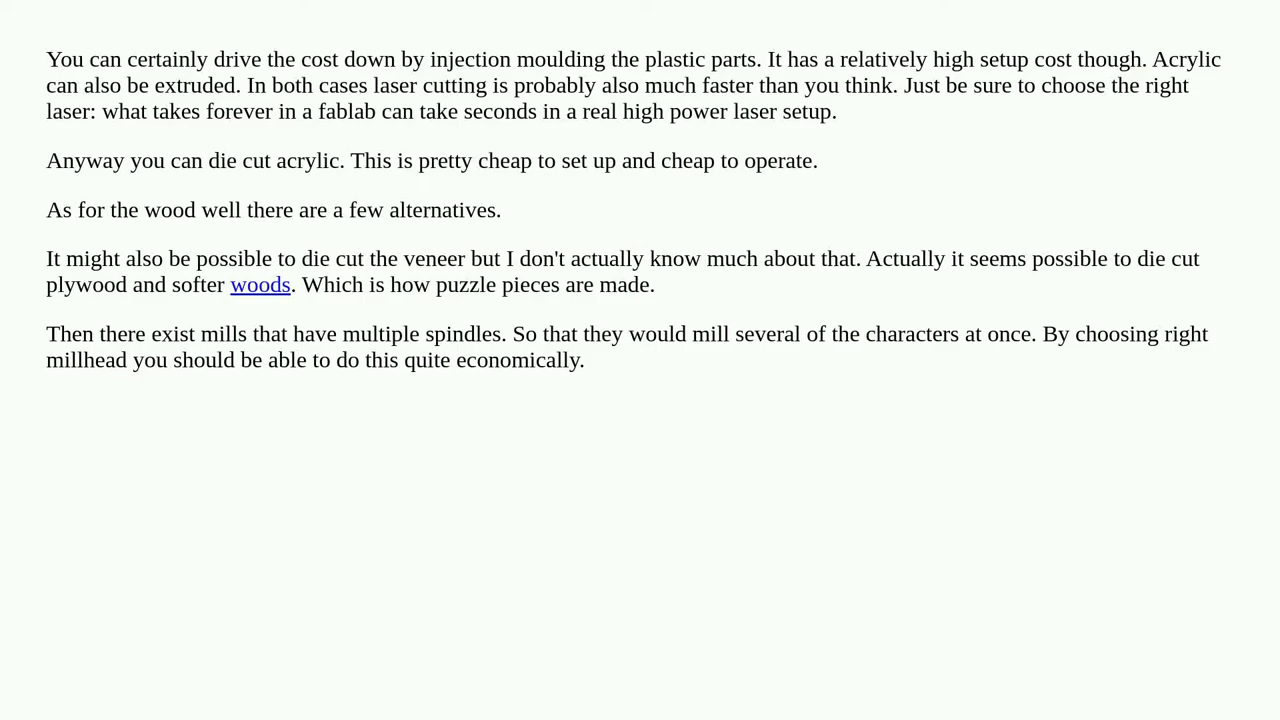 You can certainly drive the cost down by injection moulding the plastic parts. It has a relatively high setup cost though. Acrylic
can also be extruded. In both cases laser cutting is probably also much faster than you think. Just be sure to choose the right
laser: what takes forever in a fablab can take seconds in a real high power laser setup.
Anyway you can die cut acrylic. This is pretty cheap to set up and cheap to operate.
As for the wood well there are a few alternatives.
It might also be possible to die cut the veneer but I don't actually know much about that. Actually it seems possible to die cut
plywood and softer woods. Which is how puzzle pieces are made.
Then there exist mills that have multiple spindles. So that they would mill several of the characters at once. By choosing right
millhead you should be able to do this quite economically.